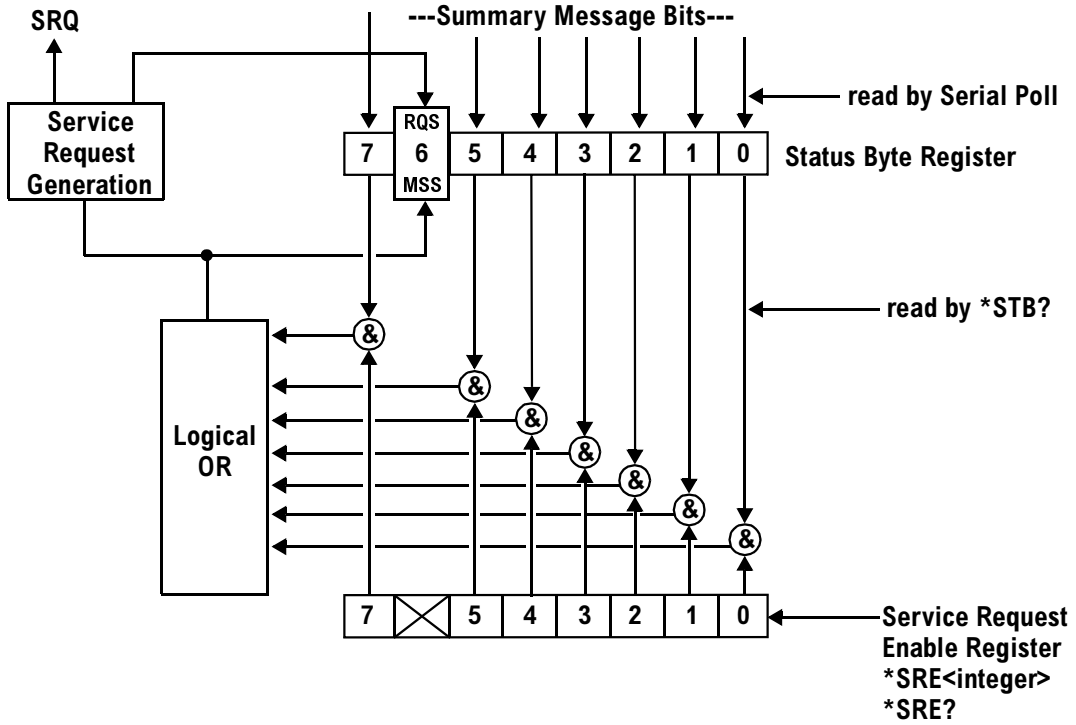 ---Summary Message Bits---
SRQ
read by Serial Poll
Service
Request
Generation
RQS
7 6 5 4 3 2 1 0
MSS
Status Byte Register
read by *STB?
&
&
&
&
&
&
&
Logical
OR
7 5 4 3 2 1 0
Service Request
Enable Register
*SRE<integer>
*SRE?